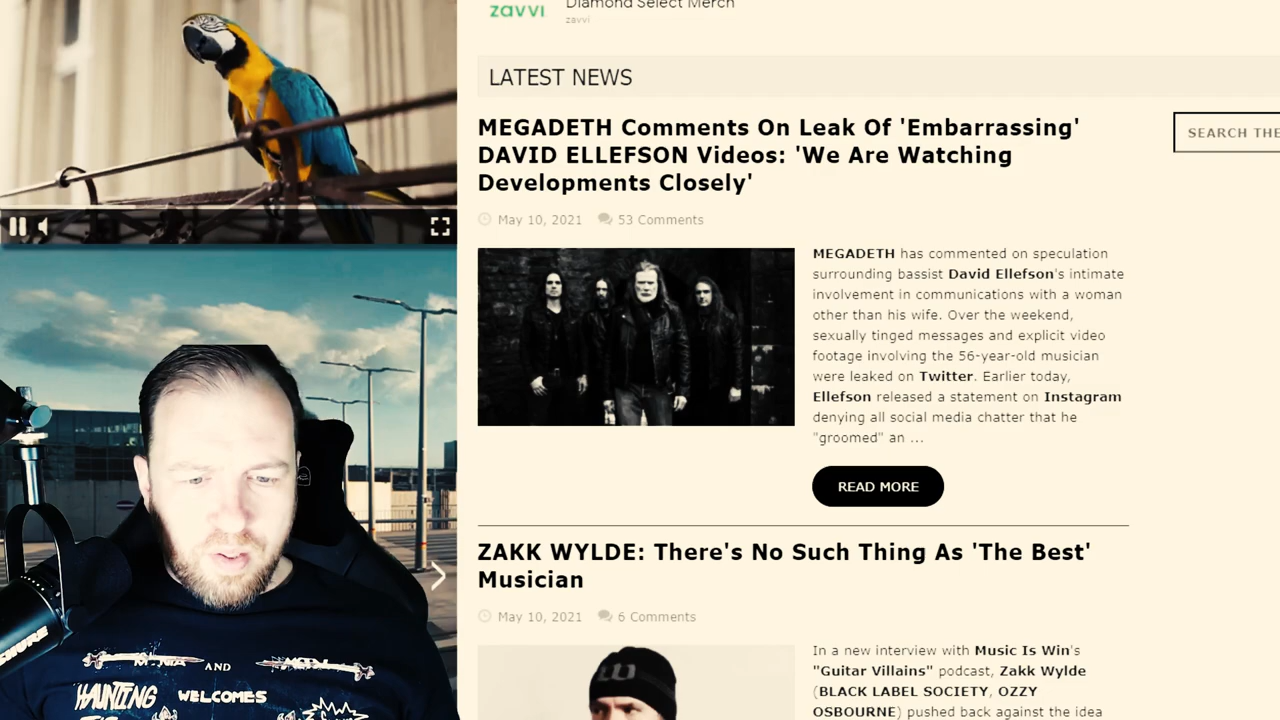 zavvi
Diamond Select Merch
zavvi
LATEST NEWS
MEGADETH Comments On Leak Of 'Embarrassing'
DAVID ELLEFSON Videos: 'We Are Watching
Developments Closely'
May 10, 2021 53 Comments
MEGADETH has commented on speculation
surrounding bassist David Ellefson's intimate
involvement in communications with a woman
other than his wife. Over the weekend,
sexually tinged messages and explicit video
footage involving the 56-year-old musician
were leaked on Twitter. Earlier today,
Ellefson released a statement on Instagram
denying all social media chatter that he
"groomed" an ...
READ MORE
ZAKK WYLDE: There's No Such Thing As 'The Best'
Musician
May 10, 2021 6 Comments
In a new interview with Music Is Win's
"Guitar Villains" podcast, Zakk Wylde
(BLACK LABEL SOCIETY, OZZY
OSBOURNE) pushed back against the idea
SEARCH THE
SHURE
AND
HAUNTING WELCOMES